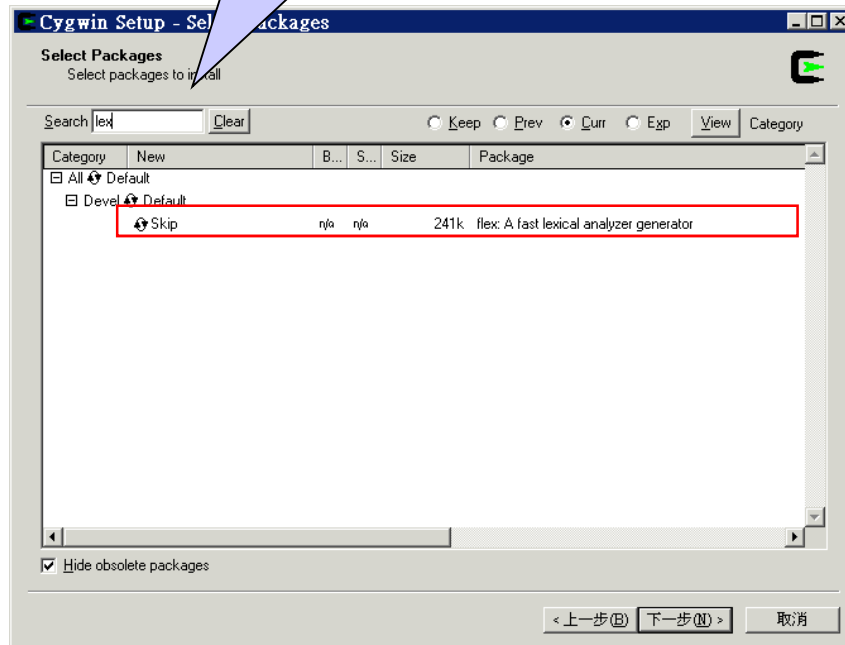 Cygwin Setup - Sel ackages
Select Packages
Select packages to install
Search lex Clear Keep Prev Curr Exp View Category
Category New B... S... Size Package
All Default
Devel Default
Skip n/a n/a 241k flex: A fast lexical analyzer generator
Hide obsolete packages
<上一步(B) 下一步(N) > 取消